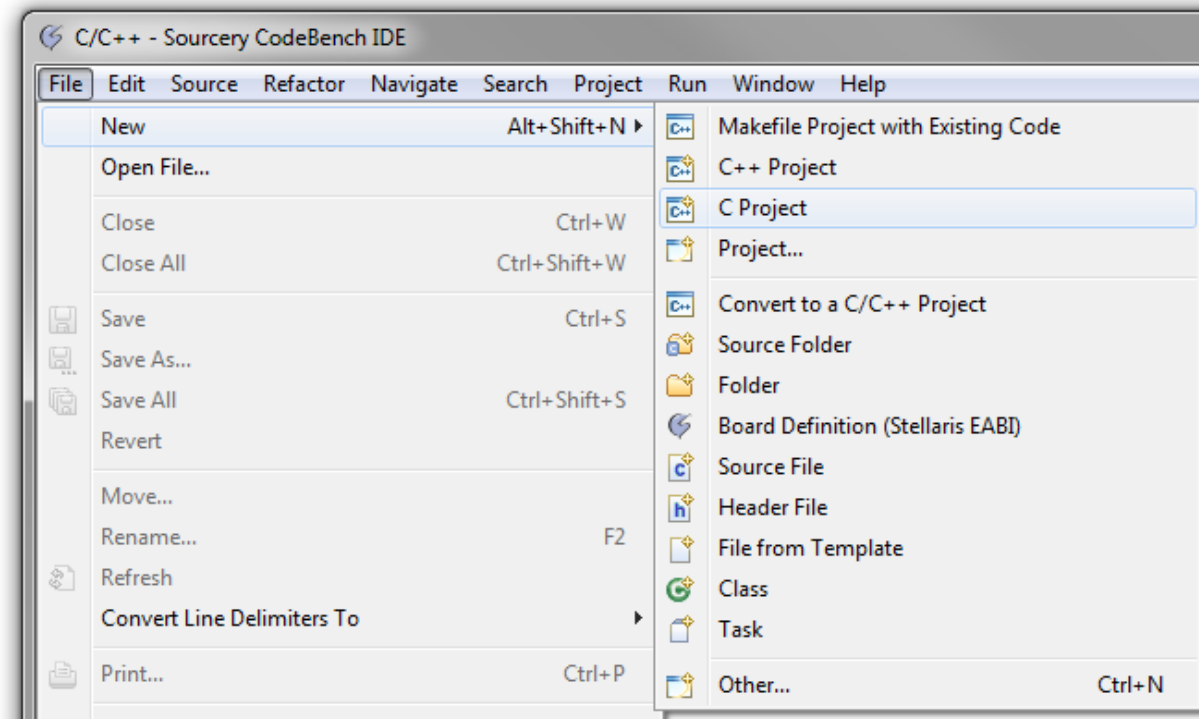 C/C++ - Sourcery CodeBench IDE
File Edit Source Refactor Navigate Search Project Run Window Help
New Alt+Shift+N
Open File...
Close Ctrl+W
Close All Ctrl+Shift+W
Save Ctrl+S
Save As...
Save All Ctrl+Shift+S
Revert
Move...
Rename... F2
Refresh
Convert Line Delimiters To
Print... Ctrl+P
Makefile Project with Existing Code
C++ Project
C Project
Project...
Convert to a C/C++ Project
Source Folder
Folder
Board Definition (Stellaris EABI)
Source File
Header File
File from Template
Class
Task
Other... Ctrl+N